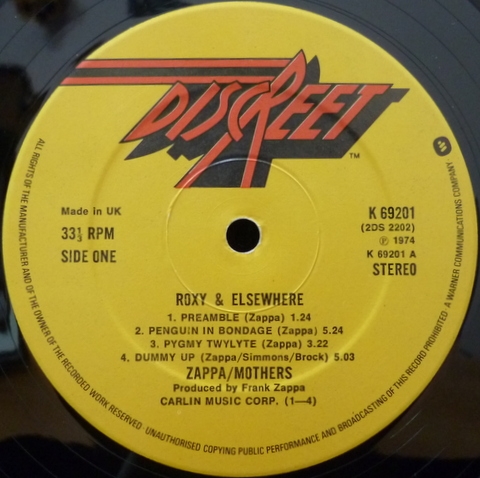 DISCREET
TM
Made in UK
33⅓ RPM
SIDE ONE
K 69201
(2DS 2202)
℗ 1974
K 69201 A
STEREO
ROXY & ELSEWHERE
1. PREAMBLE (Zappa) 1.24
2. PENGUIN IN BONDAGE (Zappa) 5.24
3. PYGMY TWYLYTE (Zappa) 3.22
4. DUMMY UP (Zappa/Simmons/Brock) 5.03
ZAPPA/MOTHERS
Produced by Frank Zappa
CARLIN MUSIC CORP. (1—4)
ALL RIGHTS OF THE MANUFACTURER AND OF THE OWNER OF THE RECORDED WORK RESERVED · UNAUTHORISED COPYING PUBLIC PERFORMANCE AND BROADCASTING OF THIS RECORD PROHIBITED · A WARNER COMMUNICATIONS COMPANY